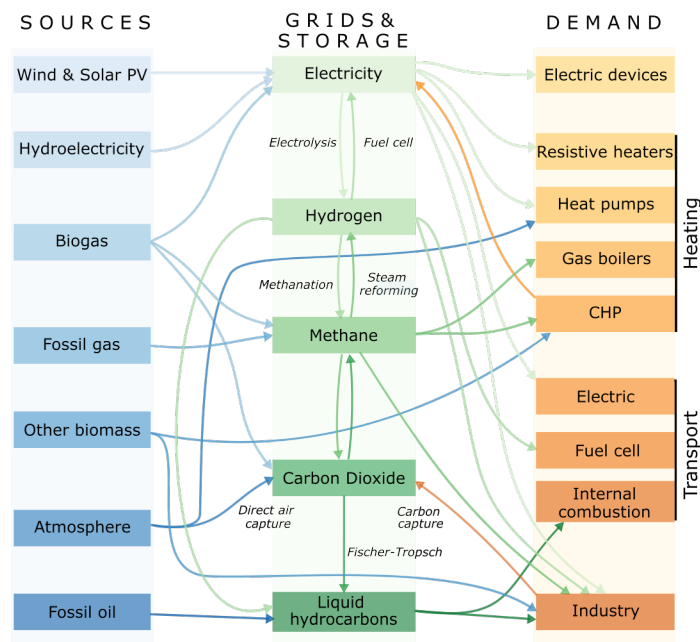 SOURCES
GRIDS &
STORAGE
DEMAND
Wind & Solar PV
Electricity
Electric devices
Hydroelectricity
Electrolysis
Fuel cell
Resistive heaters
Hydrogen
Heat pumps
Biogas
Gas boilers
Heating
Methanation
Steam
reforming
CHP
Fossil gas
Methane
Electric
Other biomass
Fuel cell
Transport
Carbon Dioxide
Internal
combustion
Atmosphere
Direct air
capture
Carbon
capture
Fischer-Tropsch
Fossil oil
Liquid
hydrocarbons
Industry